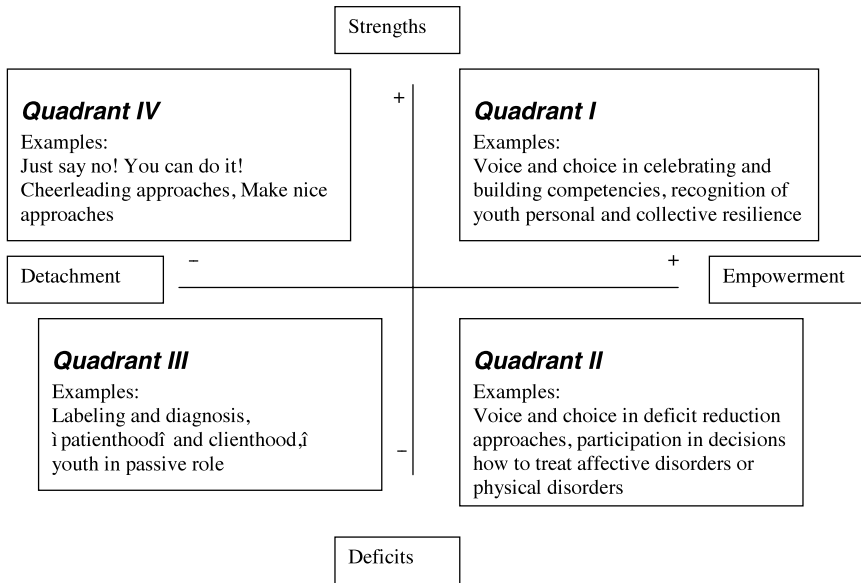 Strengths
+
Quadrant IV
Examples:
Just say no! You can do it!
Cheerleading approaches, Make nice
approaches
Quadrant I
Examples:
Voice and choice in celebrating and
building competencies, recognition of
youth personal and collective resilience
Detachment
–
+
Empowerment
Quadrant III
Examples:
Labeling and diagnosis,
ì patienthoodî and clienthood,î
youth in passive role
–
Quadrant II
Examples:
Voice and choice in deficit reduction
approaches, participation in decisions
how to treat affective disorders or
physical disorders
Deficits